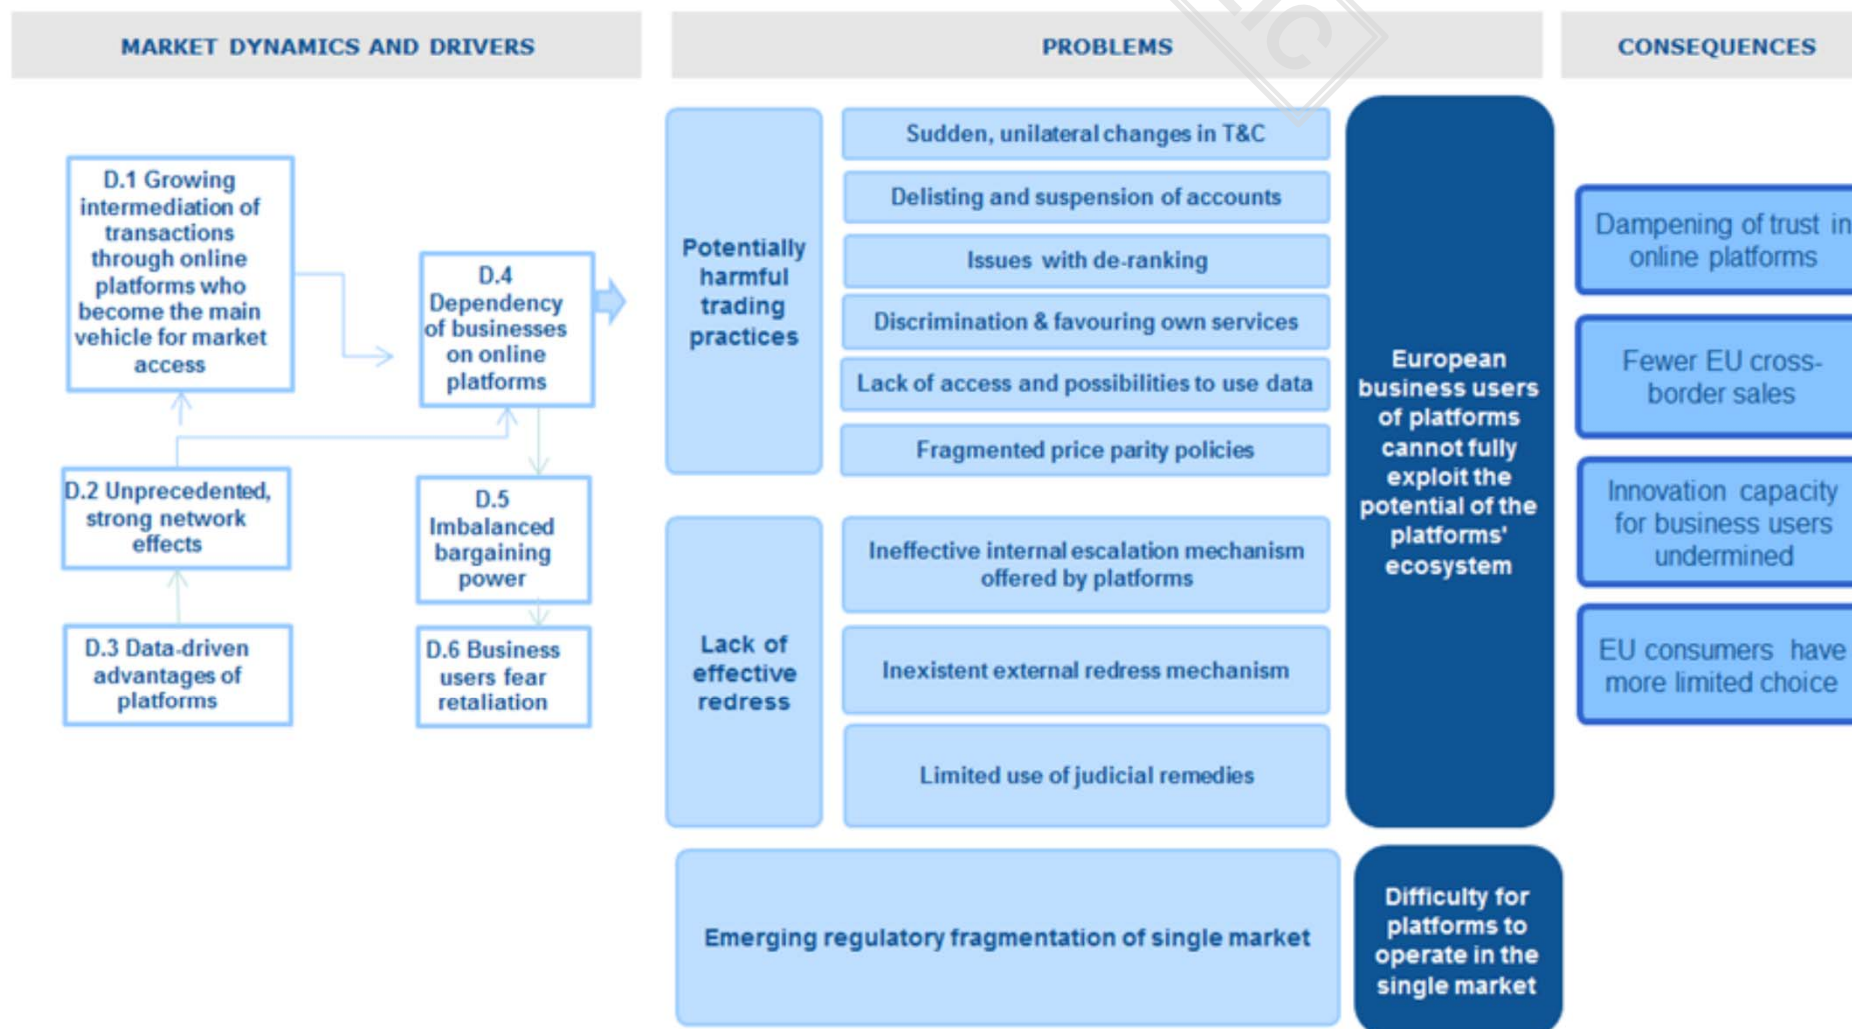 MARKET DYNAMICS AND DRIVERS
PROBLEMS
CONSEQUENCES
D.1 Growing
intermediation of
transactions
through online
platforms who
become the main
vehicle for market
access
D.2 Unprecedented,
strong network
effects
D.3 Data-driven
advantages of
platforms
D.4
Dependency
of businesses
on online
platforms
D.5
Imbalanced
bargaining
power
D.6 Business
users fear
retaliation
Potentially
harmful
trading
practices
Sudden, unilateral changes in T&C
Delisting and suspension of accounts
Issues with de-ranking
Discrimination & favouring own services
Lack of access and possibilities to use data
Fragmented price parity policies
Lack of
effective
redress
Ineffective internal escalation mechanism
offered by platforms
Inexistent external redress mechanism
Limited use of judicial remedies
Emerging regulatory fragmentation of single market
European
business users
of platforms
cannot fully
exploit the
potential of the
platforms'
ecosystem
Difficulty for
platforms to
operate in the
single market
Dampening of trust in
online platforms
Fewer EU cross-
border sales
Innovation capacity
for business users
undermined
EU consumers have
more limited choice